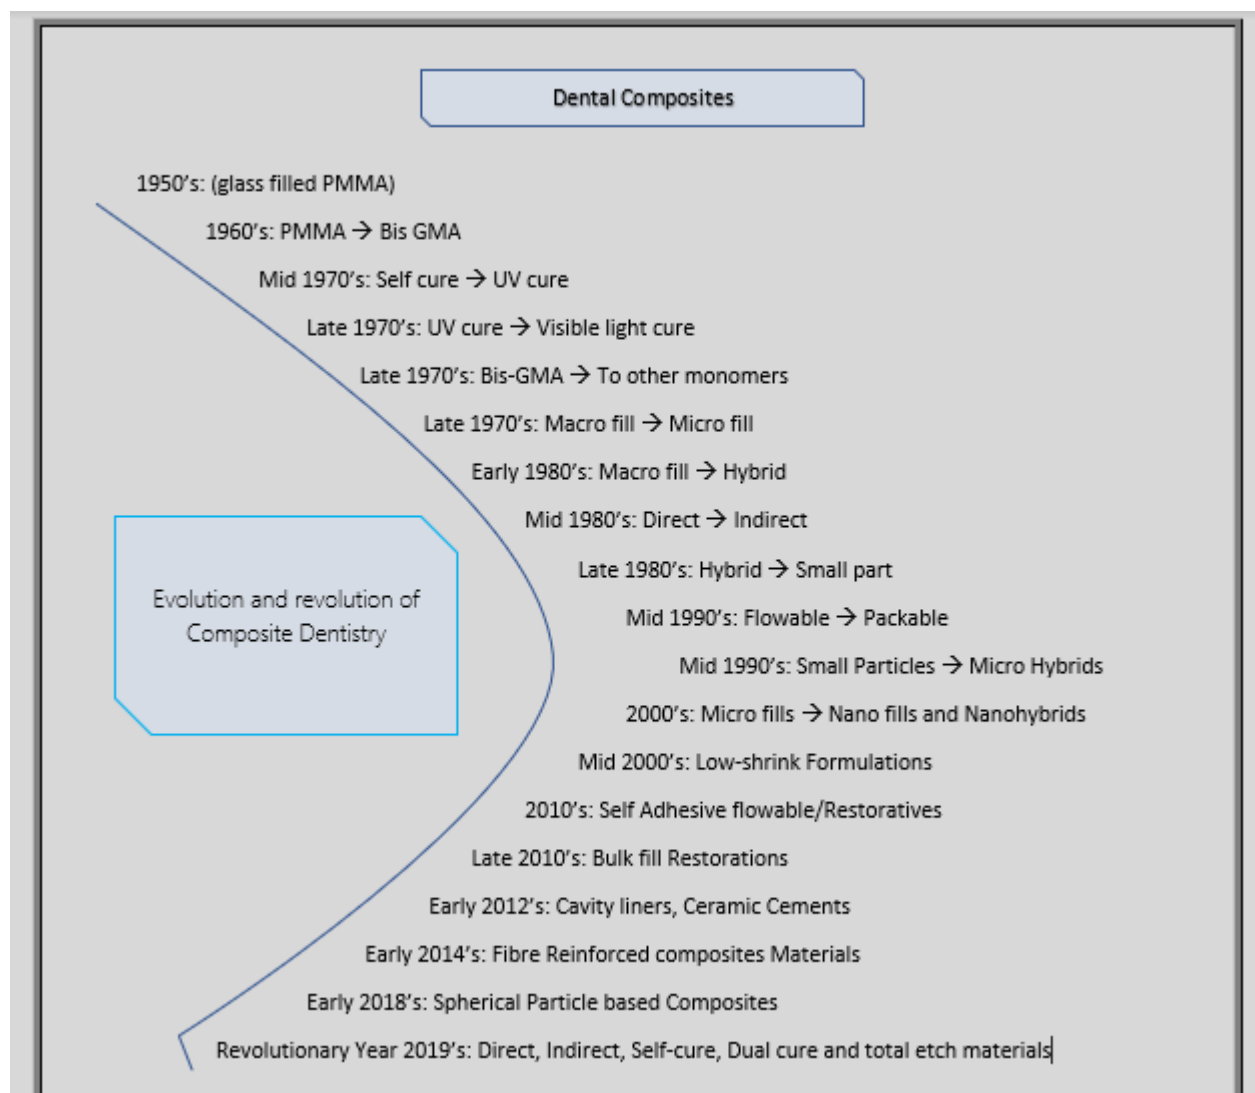 Dental Composites
1950's: (glass filled PMMA)
1960's: PMMA → Bis GMA
Mid 1970's: Self cure → UV cure
Late 1970's: UV cure → Visible light cure
Late 1970's: Bis-GMA → To other monomers
Late 1970's: Macro fill → Micro fill
Early 1980's: Macro fill → Hybrid
Mid 1980's: Direct → Indirect
Late 1980's: Hybrid → Small part
Mid 1990's: Flowable → Packable
Mid 1990's: Small Particles → Micro Hybrids
2000's: Micro fills → Nano fills and Nanohybrids
Mid 2000's: Low-shrink Formulations
2010's: Self Adhesive flowable/Restoratives
Late 2010's: Bulk fill Restorations
Early 2012's: Cavity liners, Ceramic Cements
Early 2014's: Fibre Reinforced composites Materials
Early 2018's: Spherical Particle based Composites
Revolutionary Year 2019's: Direct, Indirect, Self-cure, Dual cure and total etch materials
Evolution and revolution of
Composite Dentistry